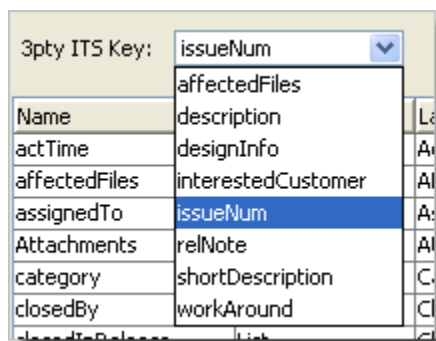 3pty ITS Key: issueNum
affectedFiles
Name description
actTime designInfo
affectedFiles interestedCustomer
assignedTo issueNum
Attachments relNote
category shortDescription
closedBy workAround